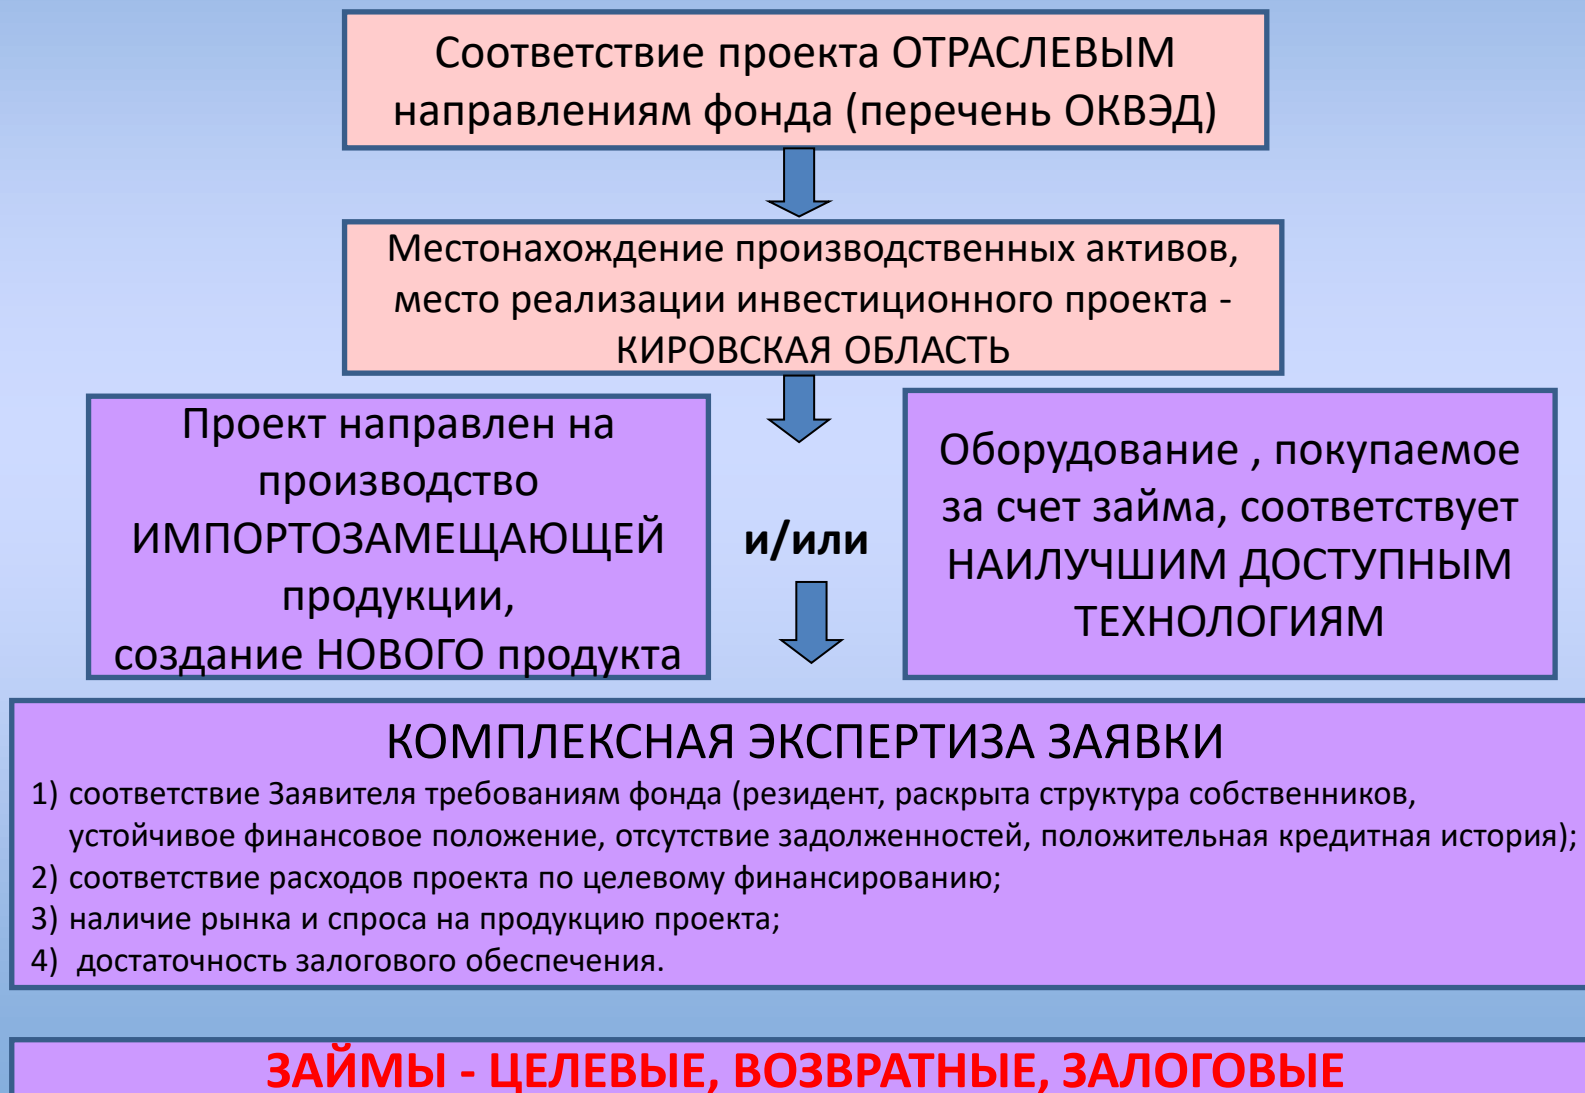 Соответствие проекта ОТРАСЛЕВЫМ
направлениям фонда (перечень ОКВЭД)
Местонахождение производственных активов,
место реализации инвестиционного проекта -
КИРОВСКАЯ ОБЛАСТЬ
Проект направлен на
производство
ИМПОРТОЗАМЕЩАЮЩЕЙ
продукции,
создание НОВОГО продукта
и/или
Оборудование , покупаемое
за счет займа, соответствует
НАИЛУЧШИМ ДОСТУПНЫМ
ТЕХНОЛОГИЯМ
КОМПЛЕКСНАЯ ЭКСПЕРТИЗА ЗАЯВКИ
1) соответствие Заявителя требованиям фонда (резидент, раскрыта структура собственников,
устойчивое финансовое положение, отсутствие задолженностей, положительная кредитная история);
2) соответствие расходов проекта по целевому финансированию;
3) наличие рынка и спроса на продукцию проекта;
4) достаточность залогового обеспечения.
ЗАЙМЫ - ЦЕЛЕВЫЕ, ВОЗВРАТНЫЕ, ЗАЛОГОВЫЕ